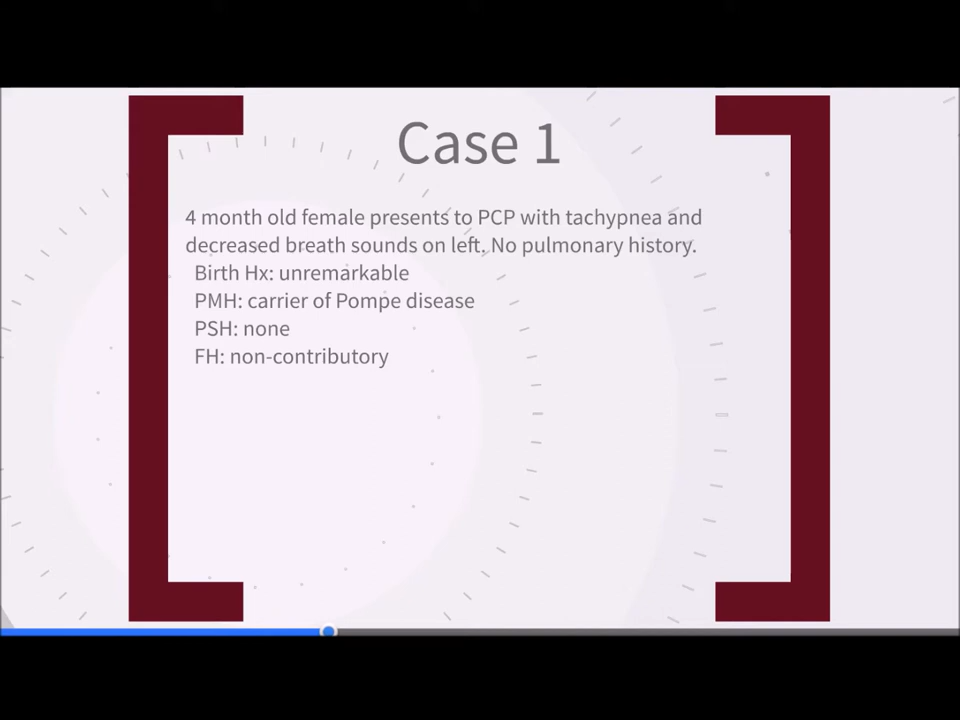 Case 1
4 month old female presents to PCP with tachypnea and
decreased breath sounds on left. No pulmonary history.
Birth Hx: unremarkable
PMH: carrier of Pompe disease
PSH: none
FH: non-contributory